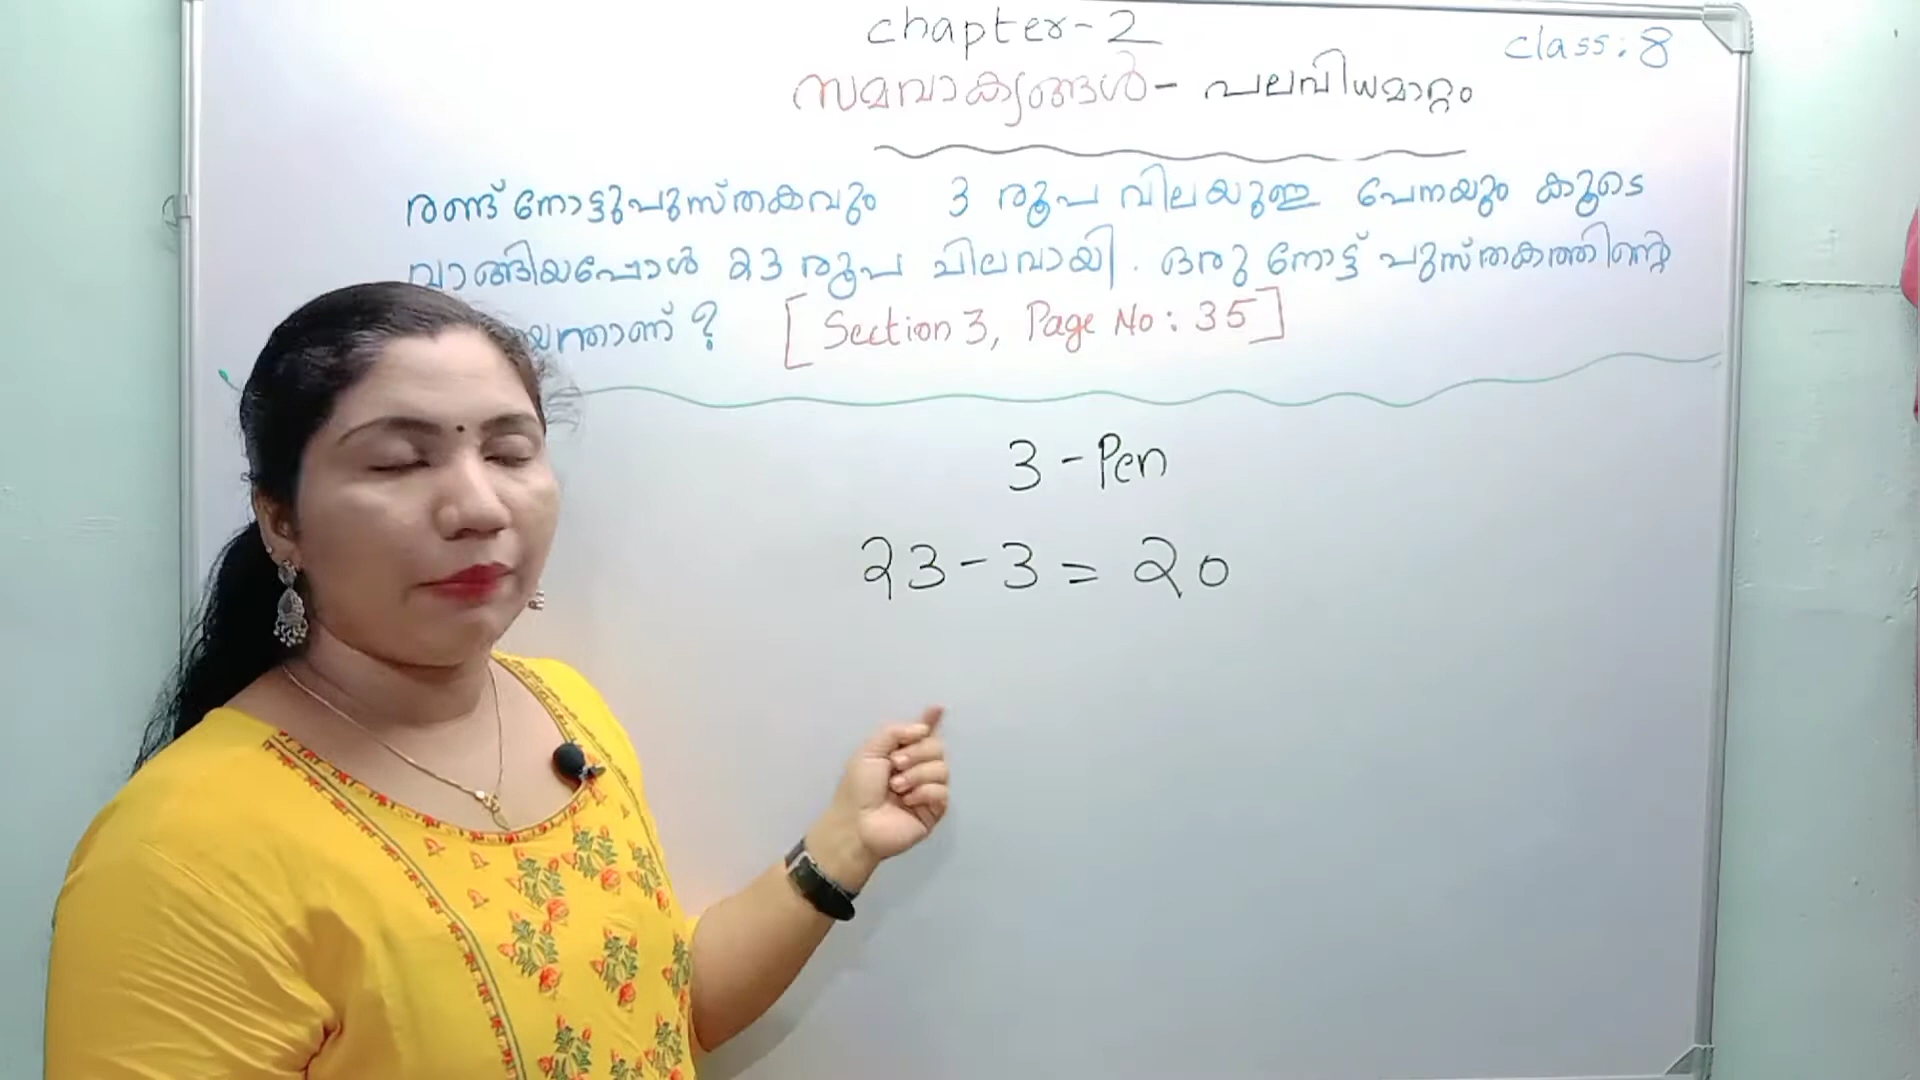 chapter-2
class: 8
സമവാക്യങ്ങൾ- പലവിധമാറ്റം
രണ്ട് നോട്ടുപുസ്തകവും 3 രൂപ വിലയുള്ള പേനയും കൂടെ
വാങ്ങിയപ്പോൾ 23 രൂപ ചിലവായി. ഒരു നോട്ട് പുസ്തകത്തിന്റെ
[Section 3, Page No: 35]
3 - Pen
23-3 = 20